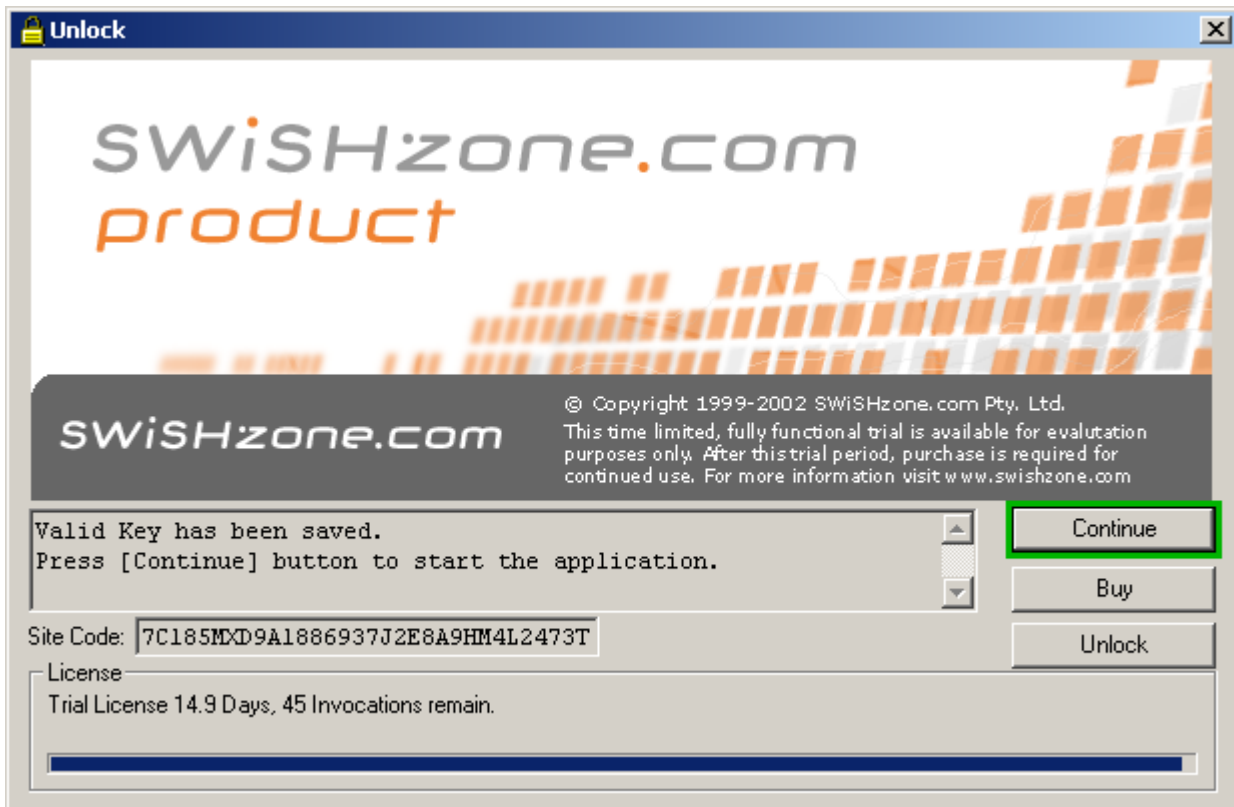 Unlock
SWiSHzone.com
product
SWiSHzone.com
© Copyright 1999-2002 SWiSHzone.com Pty. Ltd.
This time limited, fully functional trial is available for evalutation
purposes only. After this trial period, purchase is required for
continued use. For more information visit www.swishzone.com
Valid Key has been saved.
Press [Continue] button to start the application.
Continue
Buy
Site Code: 7C185MXD9A1886937J2E8A9HM4L2473T
Unlock
License
Trial License 14.9 Days, 45 Invocations remain.